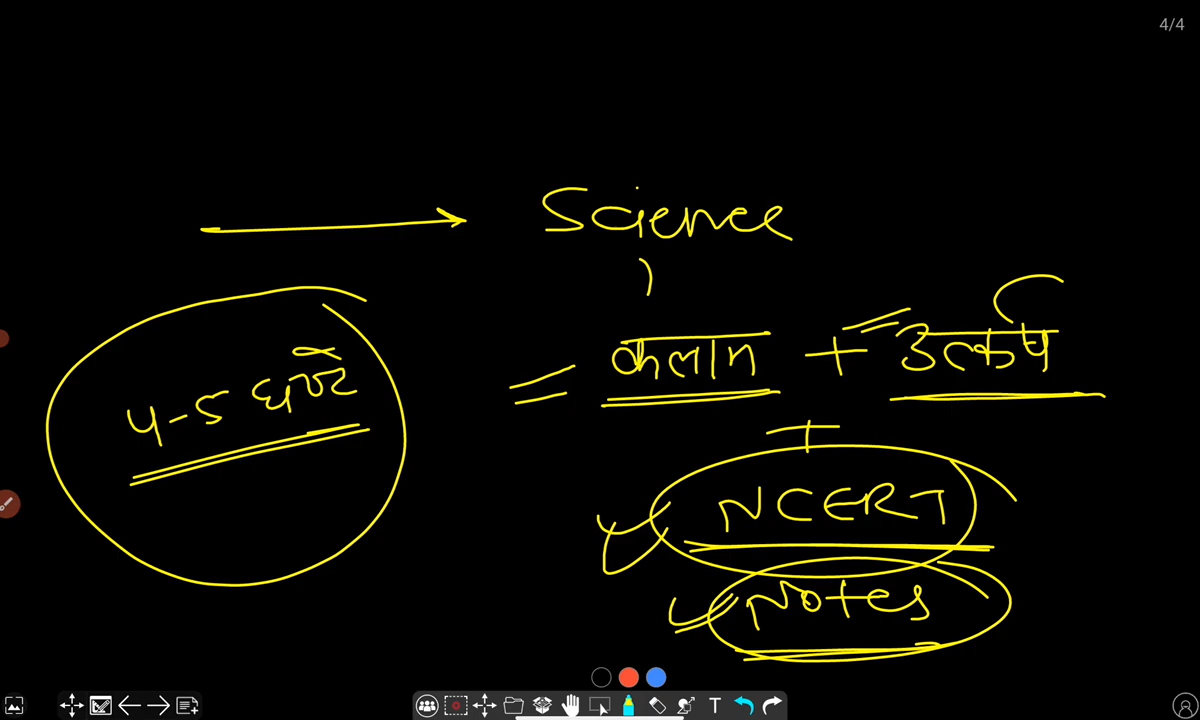 4/4
Science
= कलाम + उत्कर्ष
4-5 घण्टे
+
NCERT
Notes
T